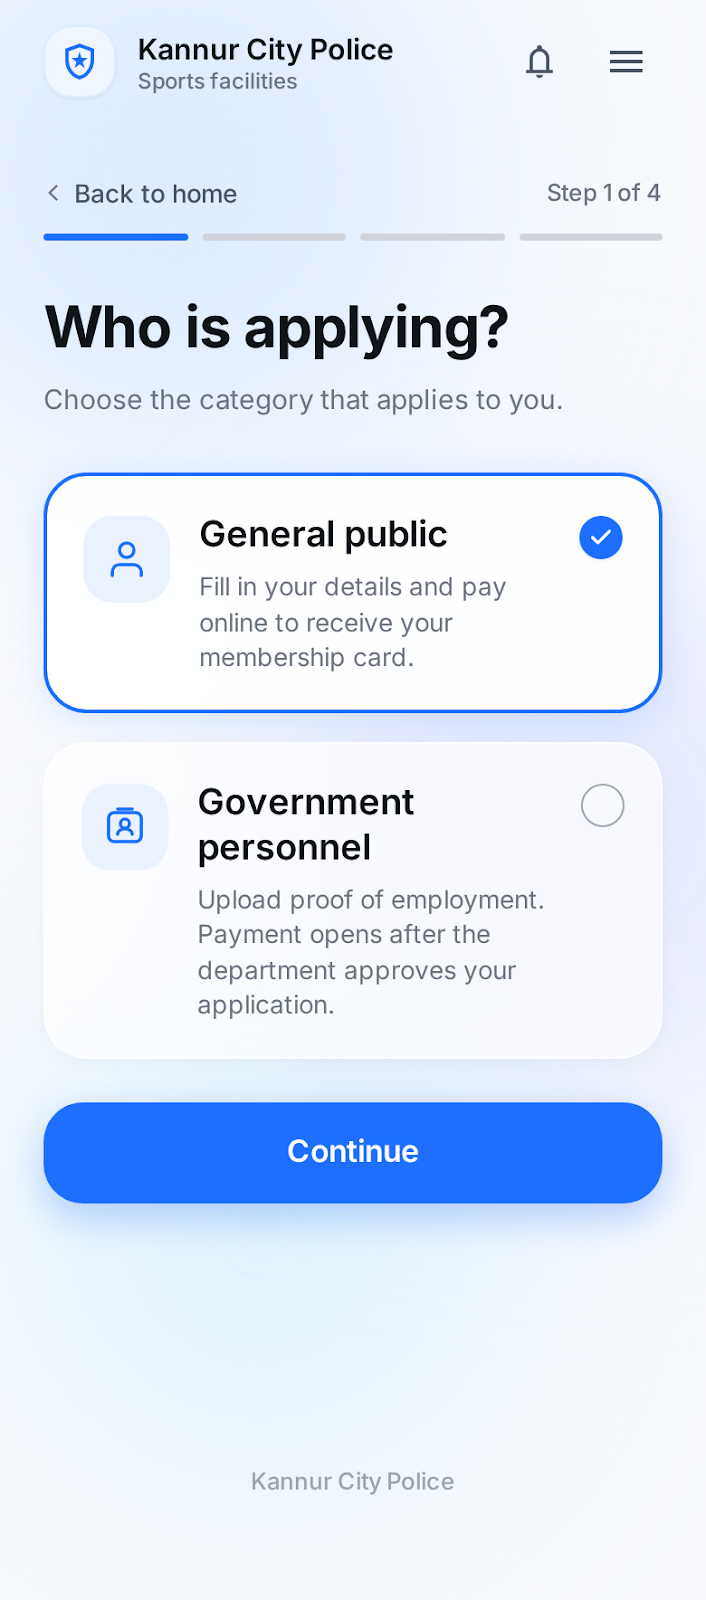 Kannur City Police
Sports facilities
Back to home
Step 1 of 4
Who is applying?
Choose the category that applies to you.
General public
Fill in your details and pay
online to receive your
membership card.
Government
personnel
Upload proof of employment.
Payment opens after the
department approves your
application.
Continue
Kannur City Police